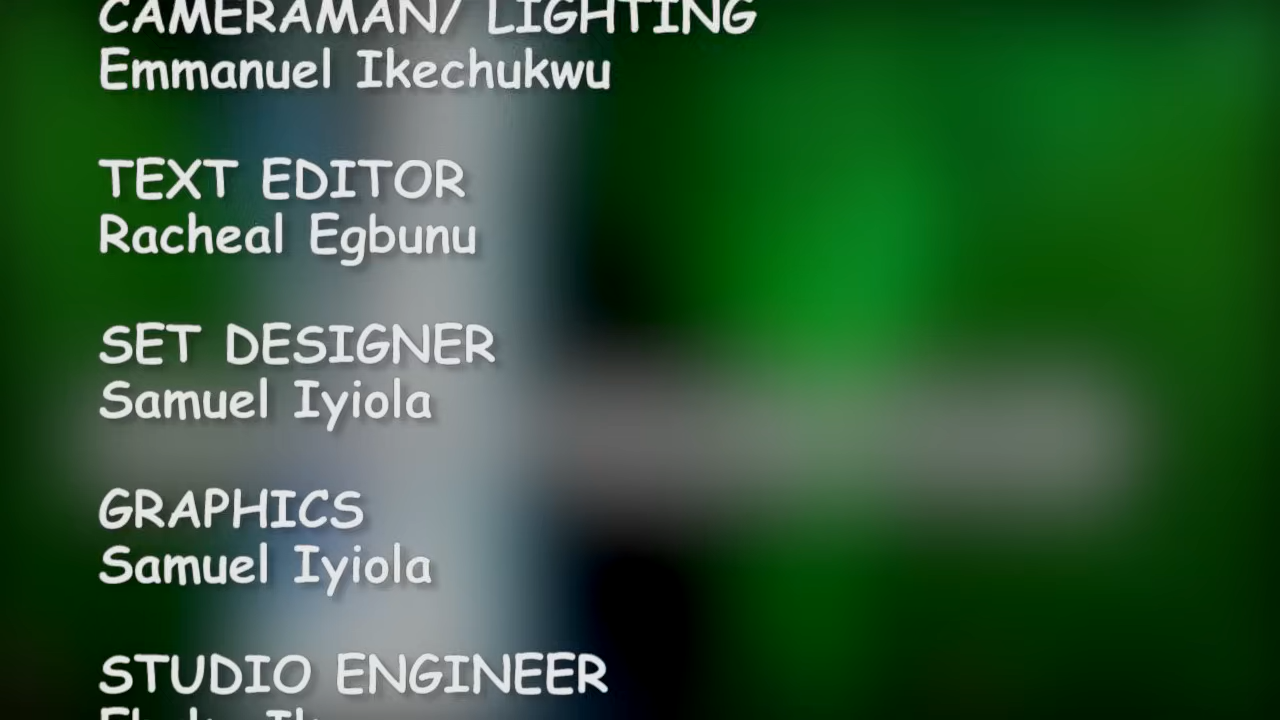 CAMERAMAN/ LIGHTING
Emmanuel Ikechukwu
TEXT EDITOR
Racheal Egbunu
SET DESIGNER
Samuel Iyiola
GRAPHICS
Samuel Iyiola
STUDIO ENGINEER